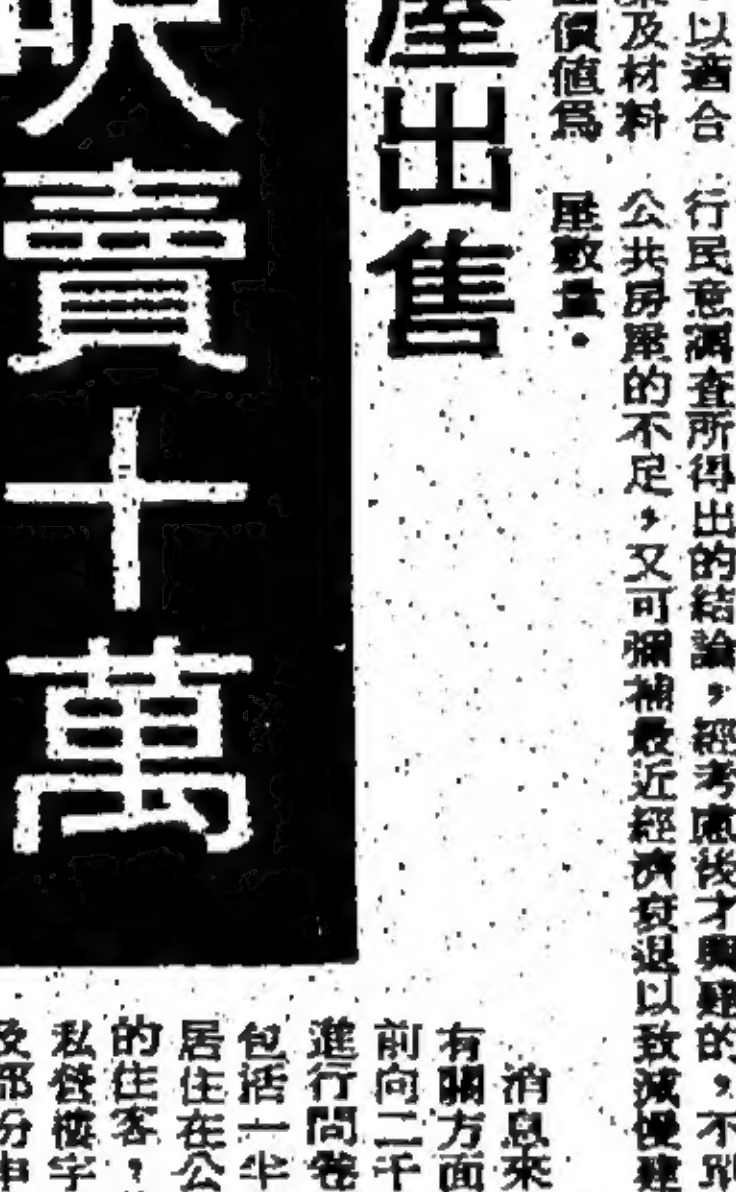 以適合
行民意調查所得出的結論，經考慮後才興建的，不
及材料
公共房屋的不足，又可彌補最近經濟衰退以致減慢建
價值為
屋數量。
屋出售
呎賣十萬
消息來
有關方面
前向二千
進行問卷
包括一半
居住在公
的住客，
私營樓宇
及部份申